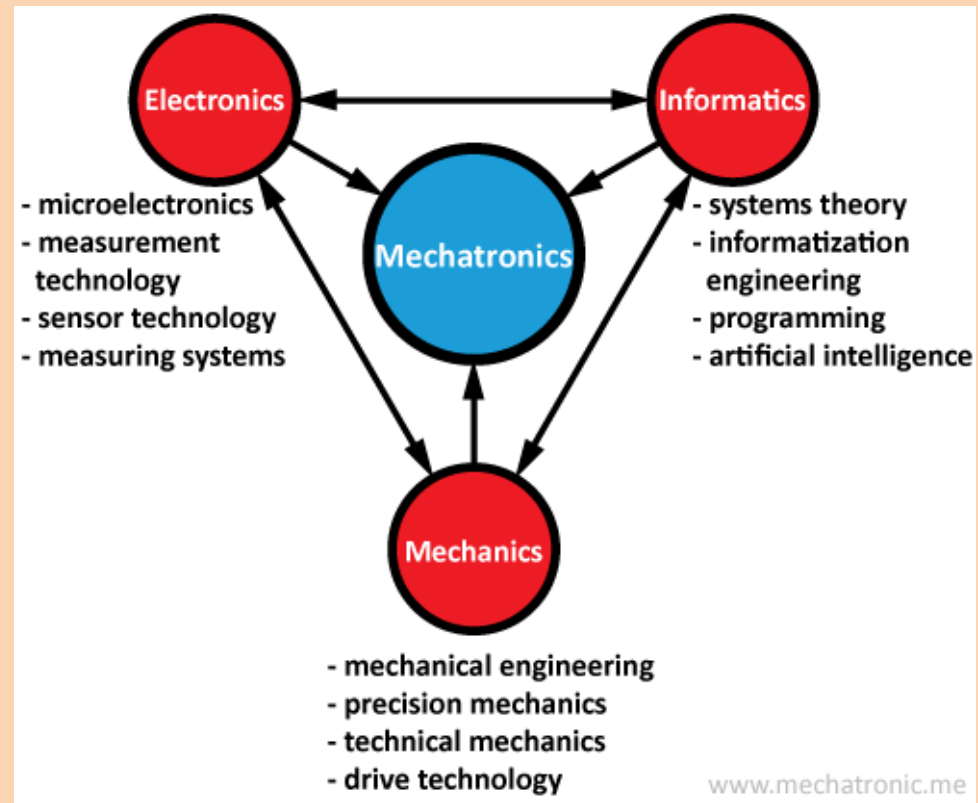 Electronics
Informatics
Mechatronics
- microelectronics
- measurement
technology
- sensor technology
- measuring systems
- systems theory
- informatization
engineering
- programming
- artificial intelligence
Mechanics
- mechanical engineering
- precision mechanics
- technical mechanics
- drive technology
www.mechatronic.me